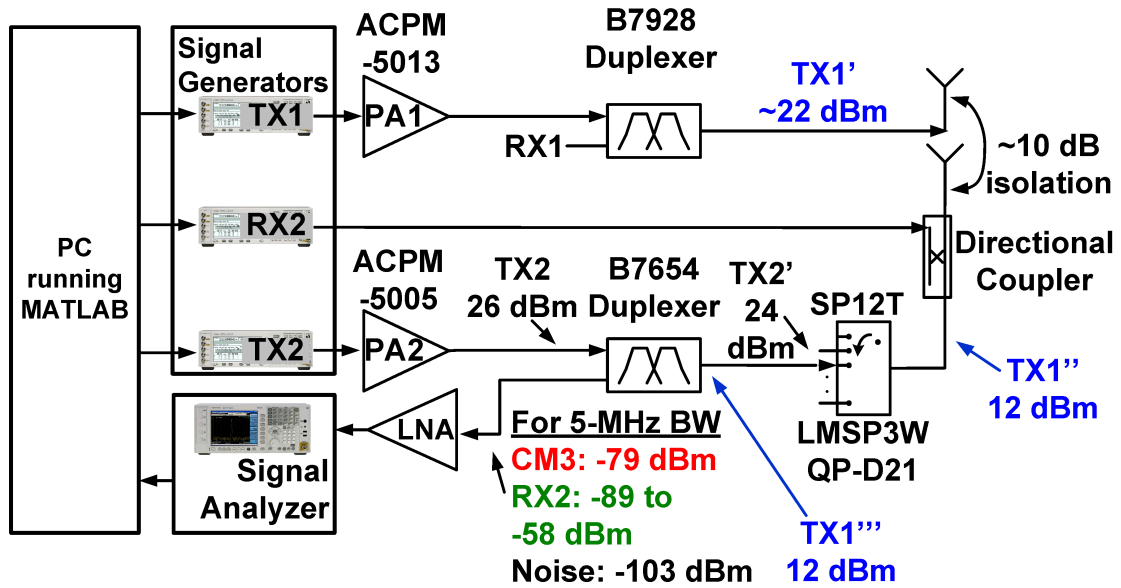 PC
running
MATLAB
Signal
Generators
TX1
RX2
TX2
ACPM
-5013
PA1
B7928
Duplexer
RX1
TX1’
~22 dBm
~10 dB
isolation
Directional
Coupler
ACPM
-5005
PA2
TX2
26 dBm
B7654
Duplexer
TX2’
24
dBm
SP12T
LMSP3W
QP-D21
TX1’’
12 dBm
TX1’’’
12 dBm
LNA
For 5-MHz BW
CM3: -79 dBm
RX2: -89 to
-58 dBm
Noise: -103 dBm
Signal
Analyzer